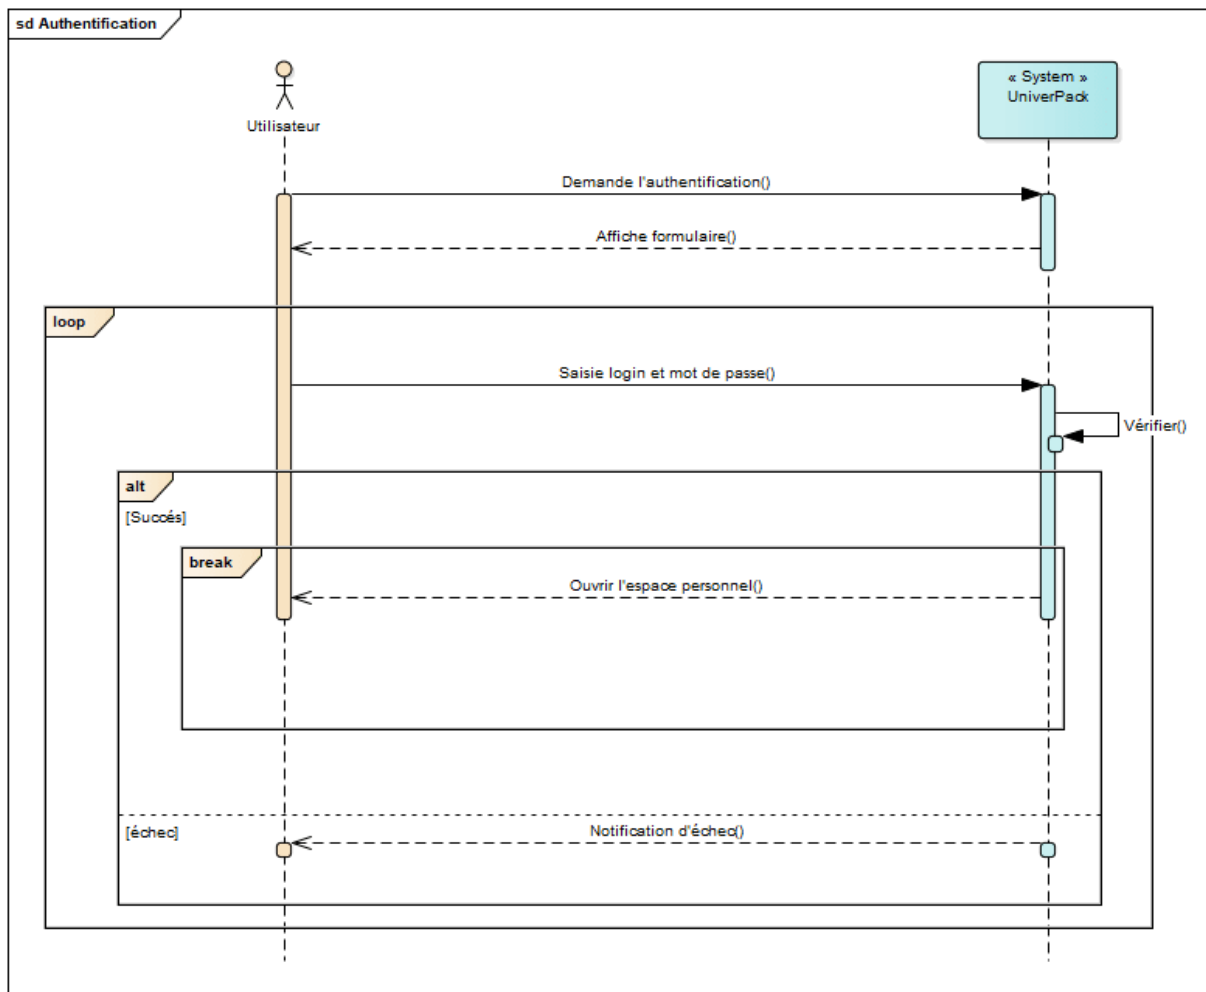 sd Authentification
« System »
UniverPack
Utilisateur
Demande l'authentification()
Affiche formulaire()
loop
Saisie login et mot de passe()
Vérifier()
alt
[Succés]
break
Ouvrir l'espace personnel()
[échec]
Notification d'échec()